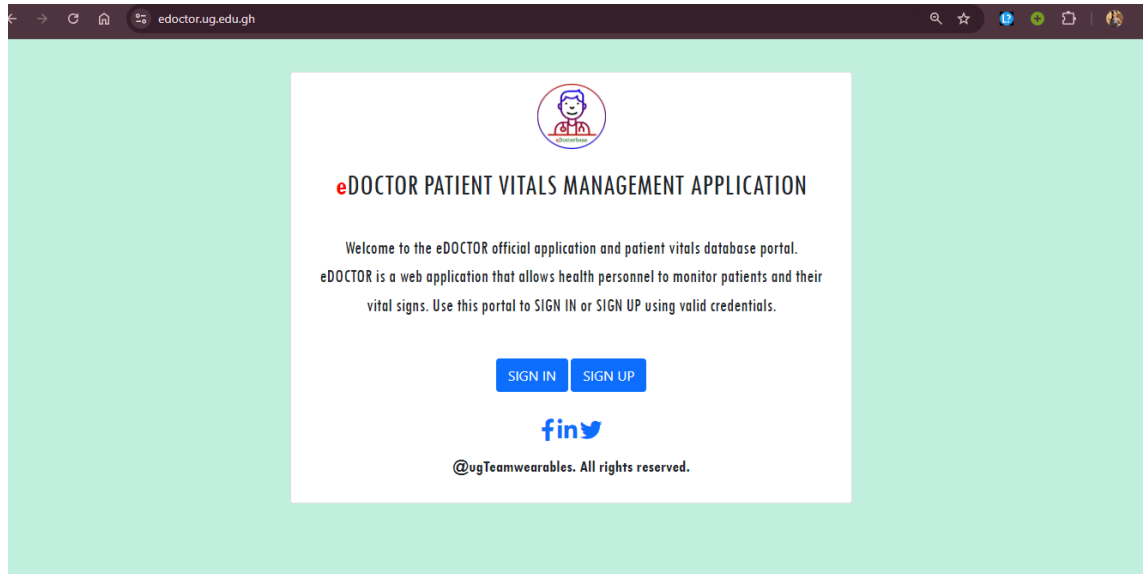 edoctor.ug.edu.gh
eDOCTOR PATIENT VITALS MANAGEMENT APPLICATION
Welcome to the eDOCTOR official application and patient vitals database portal.
eDOCTOR is a web application that allows health personnel to monitor patients and their
vital signs. Use this portal to SIGN IN or SIGN UP using valid credentials.
SIGN IN SIGN UP
@ugTeamwearables. All rights reserved.